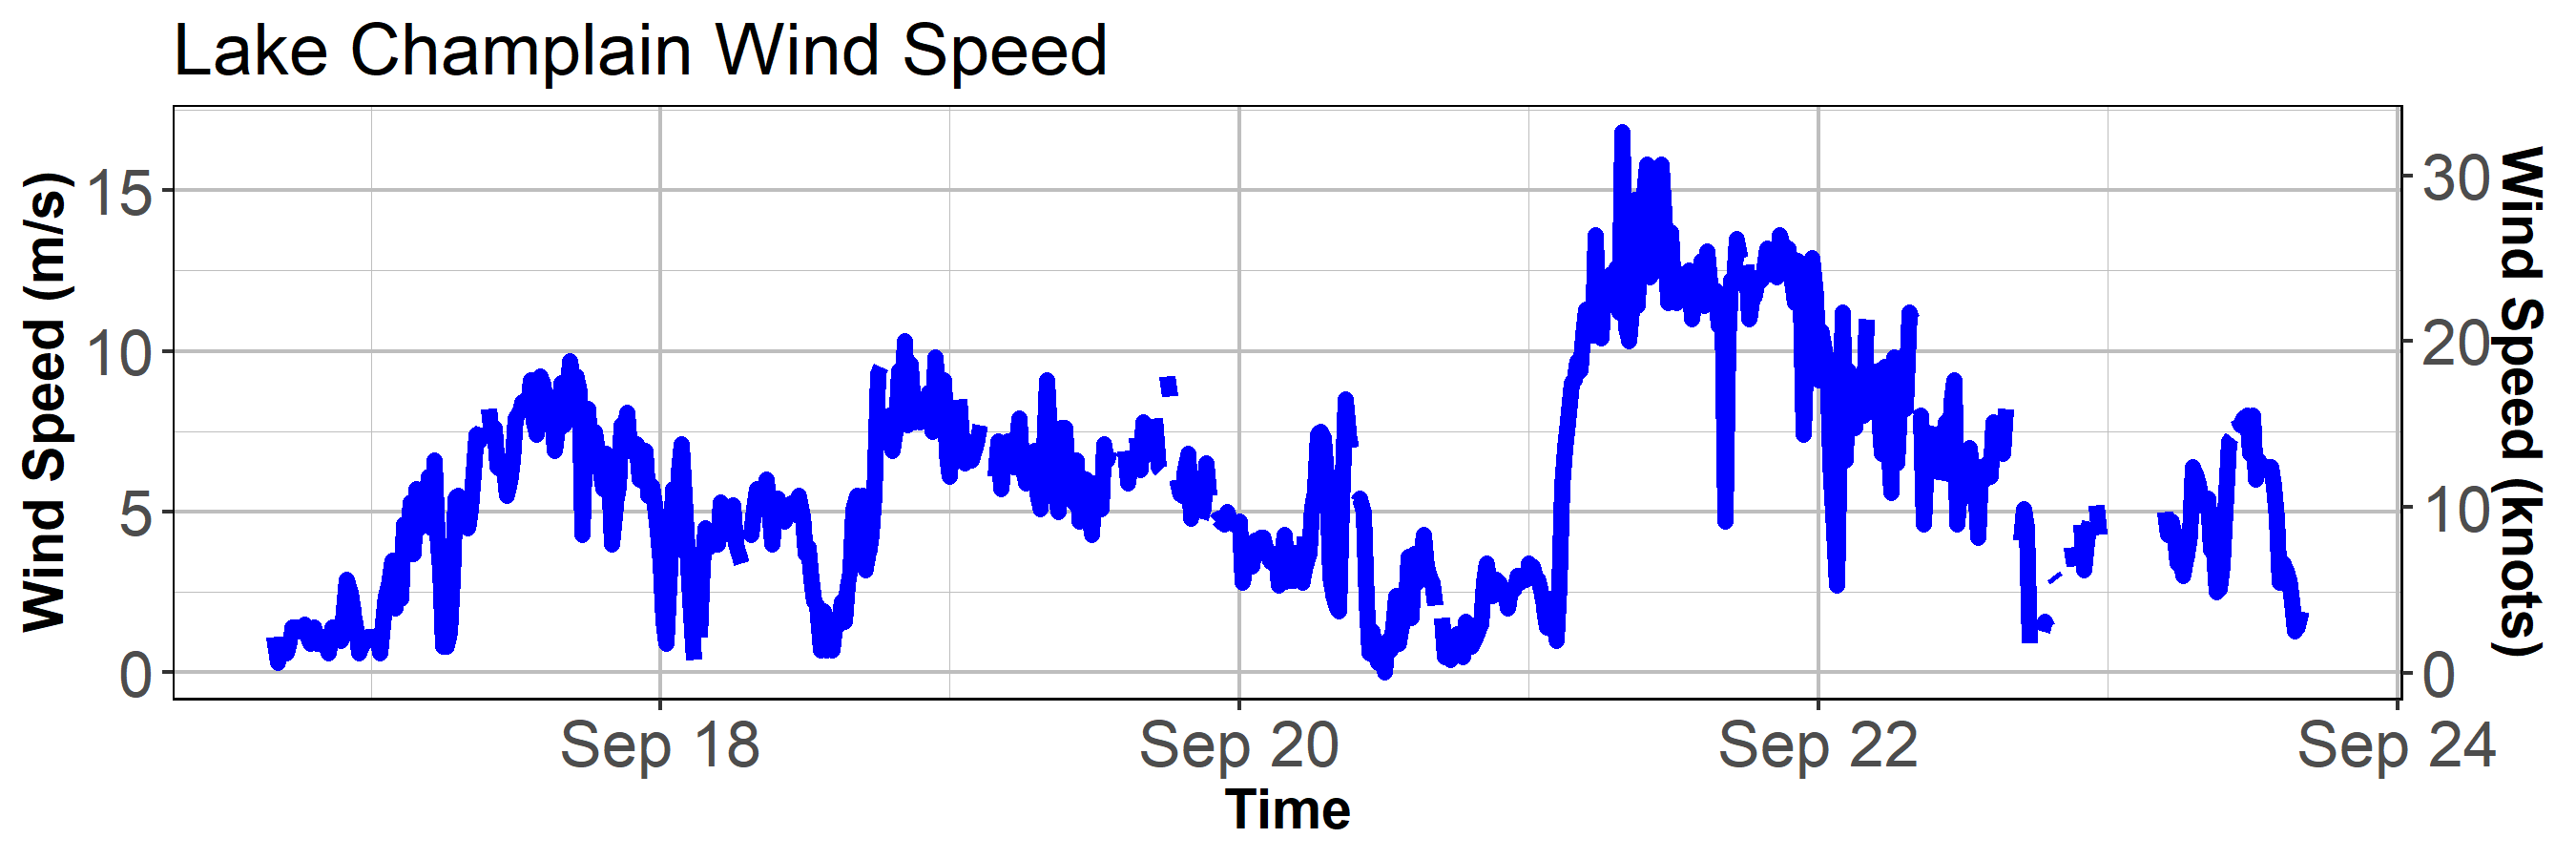 Lake Champlain Wind Speed
Wind Speed (m/s)
15
10
5
0
30
20
10
0
Wind Speed (knots)
Sep 18
Sep 20
Sep 22
Sep 24
Time